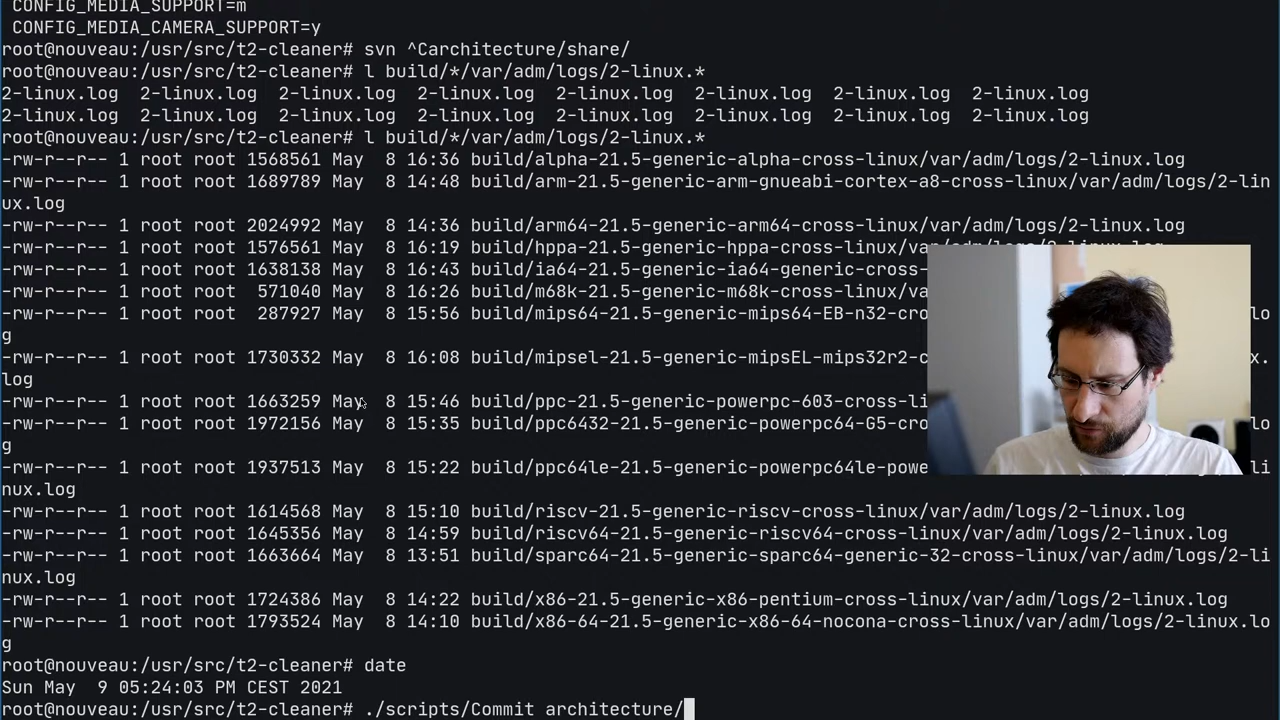 CONFIG_MEDIA_SUPPORT=m
CONFIG_MEDIA_CAMERA_SUPPORT=y
root@nouveau:/usr/src/t2-cleaner# svn ^Carchitecture/share/
root@nouveau:/usr/src/t2-cleaner# l build/*/var/adm/logs/2-linux.*
2-linux.log  2-linux.log  2-linux.log  2-linux.log  2-linux.log  2-linux.log  2-linux.log  2-linux.log
2-linux.log  2-linux.log  2-linux.log  2-linux.log  2-linux.log  2-linux.log  2-linux.log  2-linux.log
root@nouveau:/usr/src/t2-cleaner# l build/*/var/adm/logs/2-linux.*
-rw-r--r-- 1 root root 1568561 May  8 16:36 build/alpha-21.5-generic-alpha-cross-linux/var/adm/logs/2-linux.log
-rw-r--r-- 1 root root 1689789 May  8 14:48 build/arm-21.5-generic-arm-gnueabi-cortex-a8-cross-linux/var/adm/logs/2-lin
ux.log
-rw-r--r-- 1 root root 2024992 May  8 14:36 build/arm64-21.5-generic-arm64-cross-linux/var/adm/logs/2-linux.log
-rw-r--r-- 1 root root 1576561 May  8 16:19 build/hppa-21.5-generic-hppa-cross-linux/var/adm/logs/2-linux.log
-rw-r--r-- 1 root root 1638138 May  8 16:43 build/ia64-21.5-generic-ia64-generic-cross-
-rw-r--r-- 1 root root  571040 May  8 16:26 build/m68k-21.5-generic-m68k-cross-linux/va
-rw-r--r-- 1 root root  287927 May  8 15:56 build/mips64-21.5-generic-mips64-EB-n32-cro lo
g
-rw-r--r-- 1 root root 1730332 May  8 16:08 build/mipsel-21.5-generic-mipsEL-mips32r2-c x.
log
-rw-r--r-- 1 root root 1663259 May  8 15:46 build/ppc-21.5-generic-powerpc-603-cross-li
-rw-r--r-- 1 root root 1972156 May  8 15:35 build/ppc6432-21.5-generic-powerpc64-G5-cro lo
g
-rw-r--r-- 1 root root 1937513 May  8 15:22 build/ppc64le-21.5-generic-powerpc64le-powe li
nux.log
-rw-r--r-- 1 root root 1614568 May  8 15:10 build/riscv-21.5-generic-riscv-cross-linux/var/adm/logs/2-linux.log
-rw-r--r-- 1 root root 1645356 May  8 14:59 build/riscv64-21.5-generic-riscv64-cross-linux/var/adm/logs/2-linux.log
-rw-r--r-- 1 root root 1663664 May  8 13:51 build/sparc64-21.5-generic-sparc64-generic-32-cross-linux/var/adm/logs/2-li
nux.log
-rw-r--r-- 1 root root 1724386 May  8 14:22 build/x86-21.5-generic-x86-pentium-cross-linux/var/adm/logs/2-linux.log
-rw-r--r-- 1 root root 1793524 May  8 14:10 build/x86-64-21.5-generic-x86-64-nocona-cross-linux/var/adm/logs/2-linux.lo
g
root@nouveau:/usr/src/t2-cleaner# date
Sun May  9 05:24:03 PM CEST 2021
root@nouveau:/usr/src/t2-cleaner# ./scripts/Commit architecture/